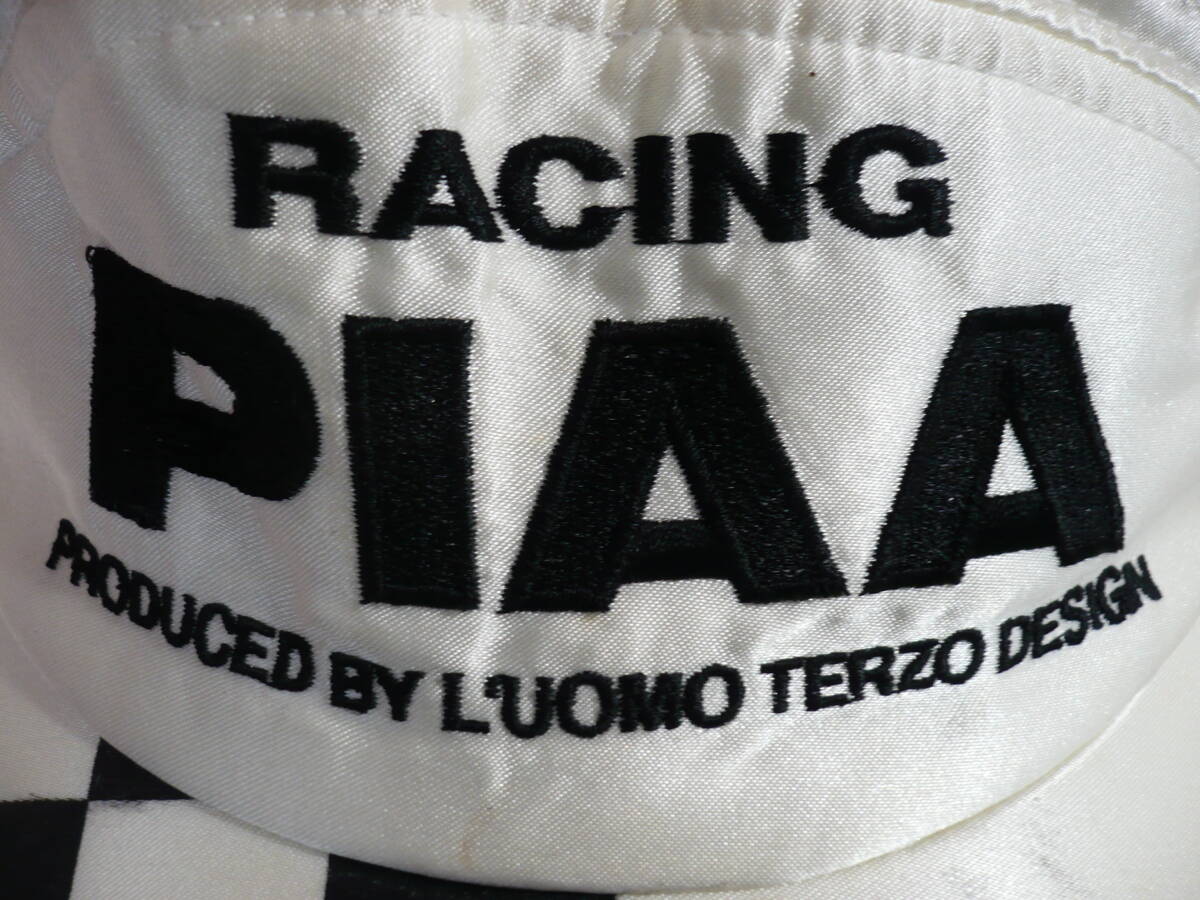 RACING
PIAA
PRODUCED BY L'UOMO TERZO DESIGN